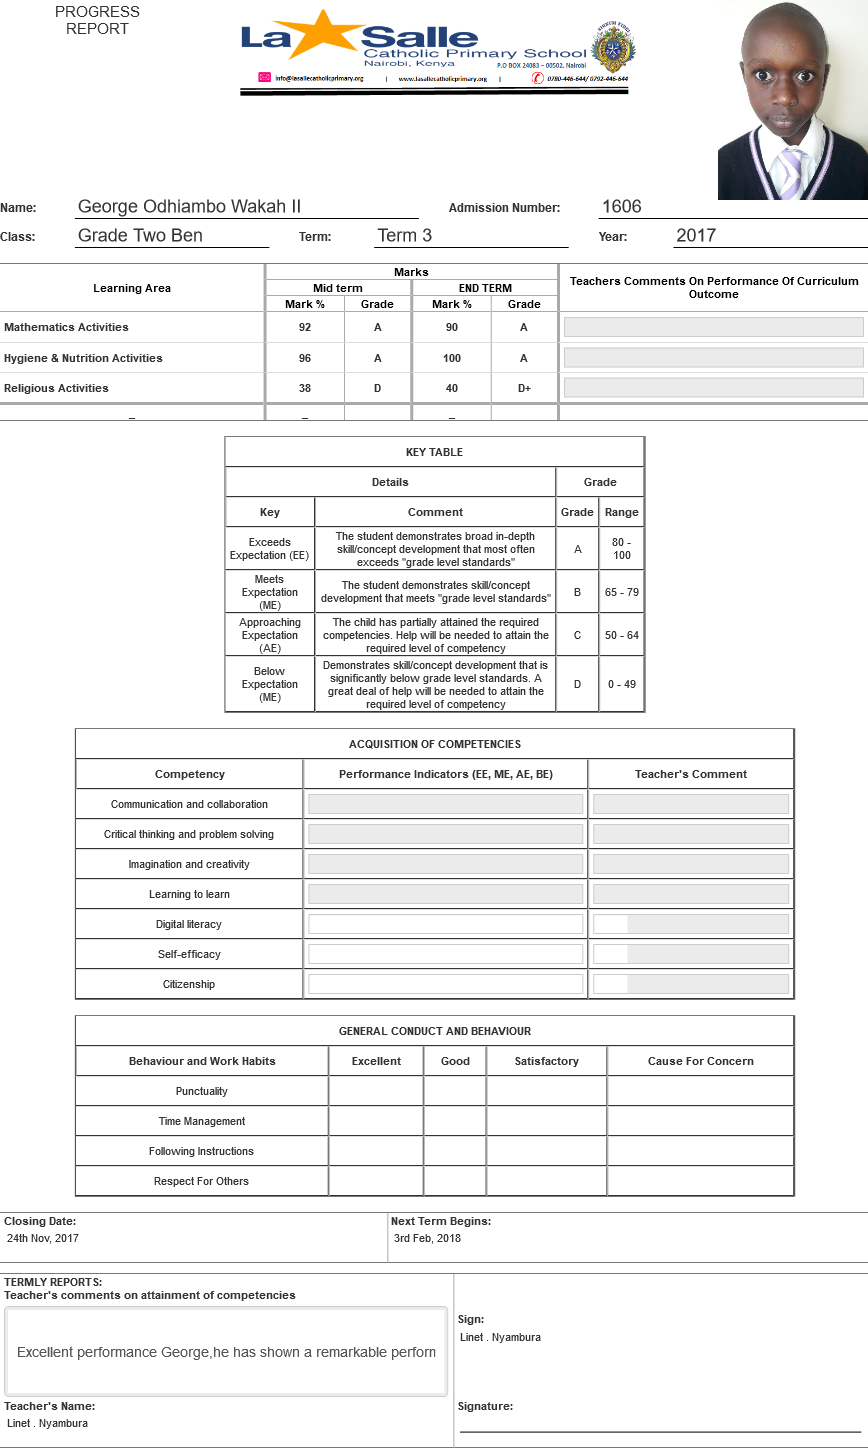 PROGRESS
REPORT
La Salle
Catholic Primary School
Nairobi, Kenya
P.O BOX 24083 – 00502, Nairobi
info@lasallecatholicprimary.org | www.lasallecatholicprimary.org | 0780-446-644/ 0792-446-644
Name: George Odhiambo Wakah II Admission Number: 1606
Class: Grade Two Ben Term: Term 3 Year: 2017
Learning Area Marks Teachers Comments On Performance Of Curriculum Outcome
Mid term END TERM
Mark % Grade Mark % Grade
Mathematics Activities 92 A 90 A
Hygiene & Nutrition Activities 96 A 100 A
Religious Activities 38 D 40 D+
_ _ _
KEY TABLE
Details Grade
Key Comment Grade Range
Exceeds Expectation (EE) The student demonstrates broad in-depth skill/concept development that most often exceeds "grade level standards" A 80 - 100
Meets Expectation (ME) The student demonstrates skill/concept development that meets "grade level standards" B 65 - 79
Approaching Expectation (AE) The child has partially attained the required competencies. Help will be needed to attain the required level of competency C 50 - 64
Below Expectation (ME) Demonstrates skill/concept development that is significantly below grade level standards. A great deal of help will be needed to attain the required level of competency D 0 - 49
ACQUISITION OF COMPETENCIES
Competency Performance Indicators (EE, ME, AE, BE) Teacher's Comment
Communication and collaboration
Critical thinking and problem solving
Imagination and creativity
Learning to learn
Digital literacy
Self-efficacy
Citizenship
GENERAL CONDUCT AND BEHAVIOUR
Behaviour and Work Habits Excellent Good Satisfactory Cause For Concern
Punctuality
Time Management
Following Instructions
Respect For Others
Closing Date: Next Term Begins:
24th Nov, 2017 3rd Feb, 2018
TERMLY REPORTS:
Teacher's comments on attainment of competencies
Sign:
Linet . Nyambura
Excellent performance George,he has shown a remarkable
Teacher's Name: Signature:
Linet . Nyambura